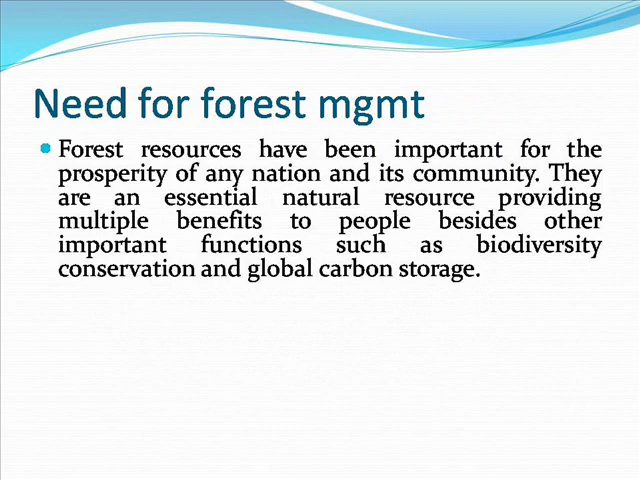 Need for forest mgmt
Forest resources have been important for the
prosperity of any nation and its community. They
are an essential natural resource providing
multiple benefits to people besides other
important functions such as biodiversity
conservation and global carbon storage.